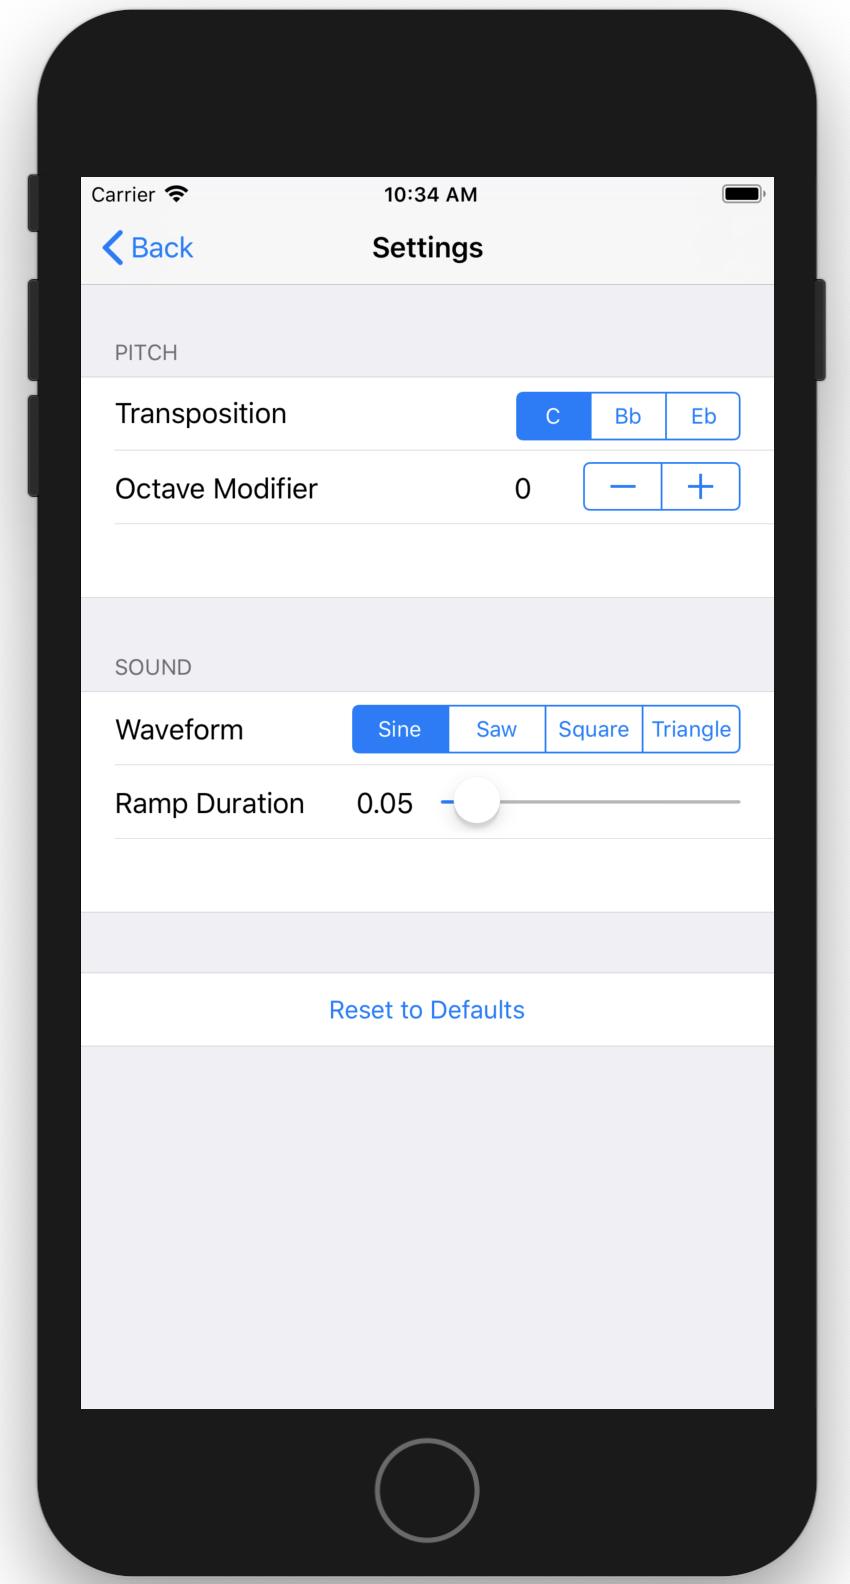 Carrier 10:34 AM
Back Settings
PITCH
Transposition C Bb Eb
Octave Modifier 0 − +
SOUND
Waveform Sine Saw Square Triangle
Ramp Duration 0.05
Reset to Defaults